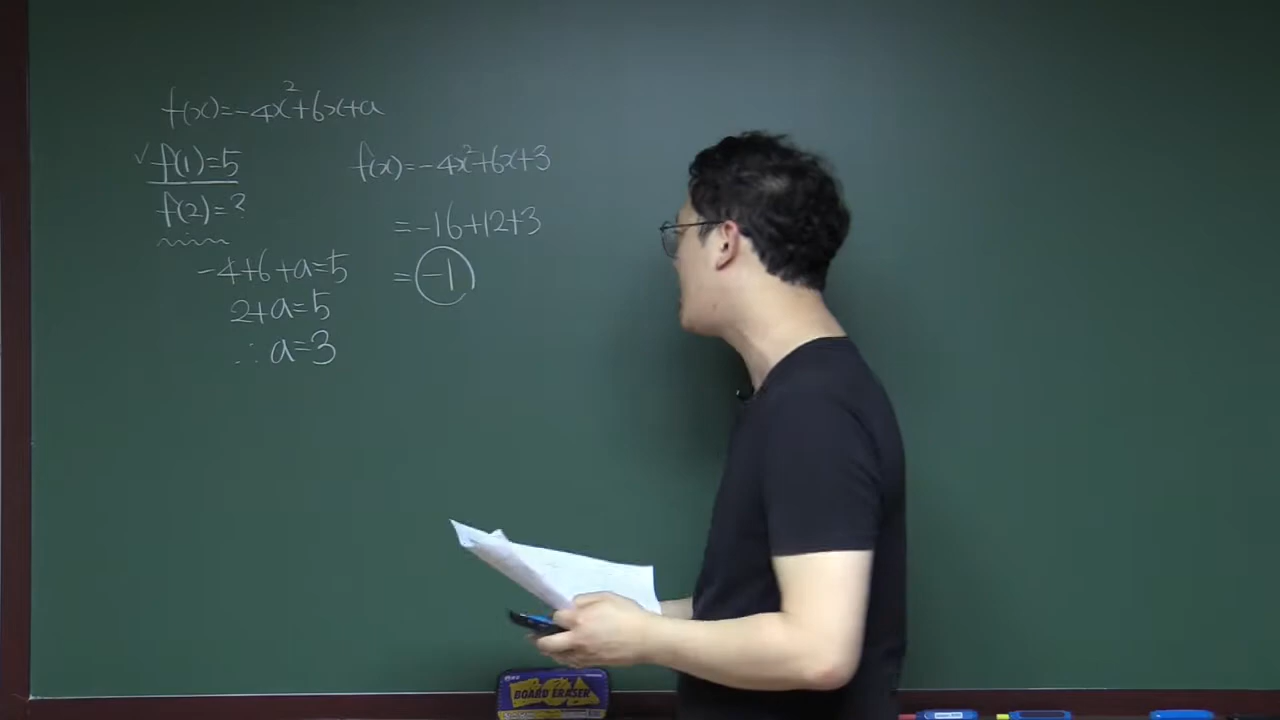 f(x)=-4x²+6x+a
✓ f(1)=5
f(2)=?
-4+6+a=5
2+a=5
∴ a=3
f(x)=-4x²+6x+3
=-16+12+3
=-1
BOARD ERASER